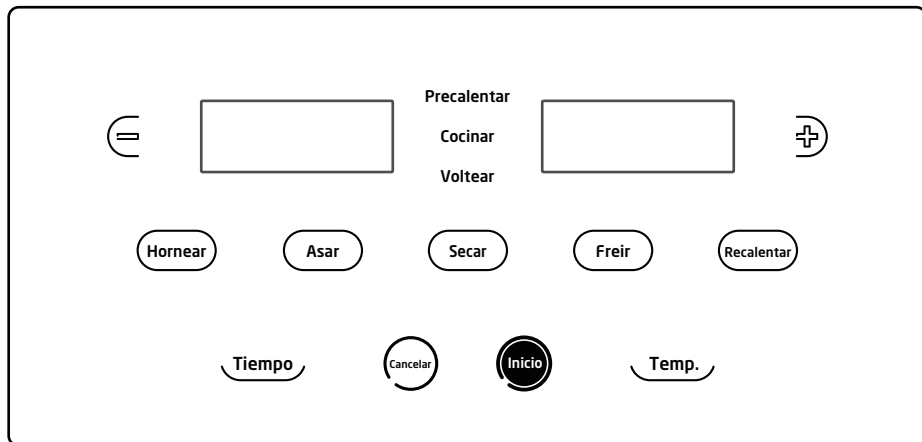 Precalentar
Cocinar
Voltear
Hornear Asar Secar Freir Recalentar
Tiempo Cancelar Inicio Temp.